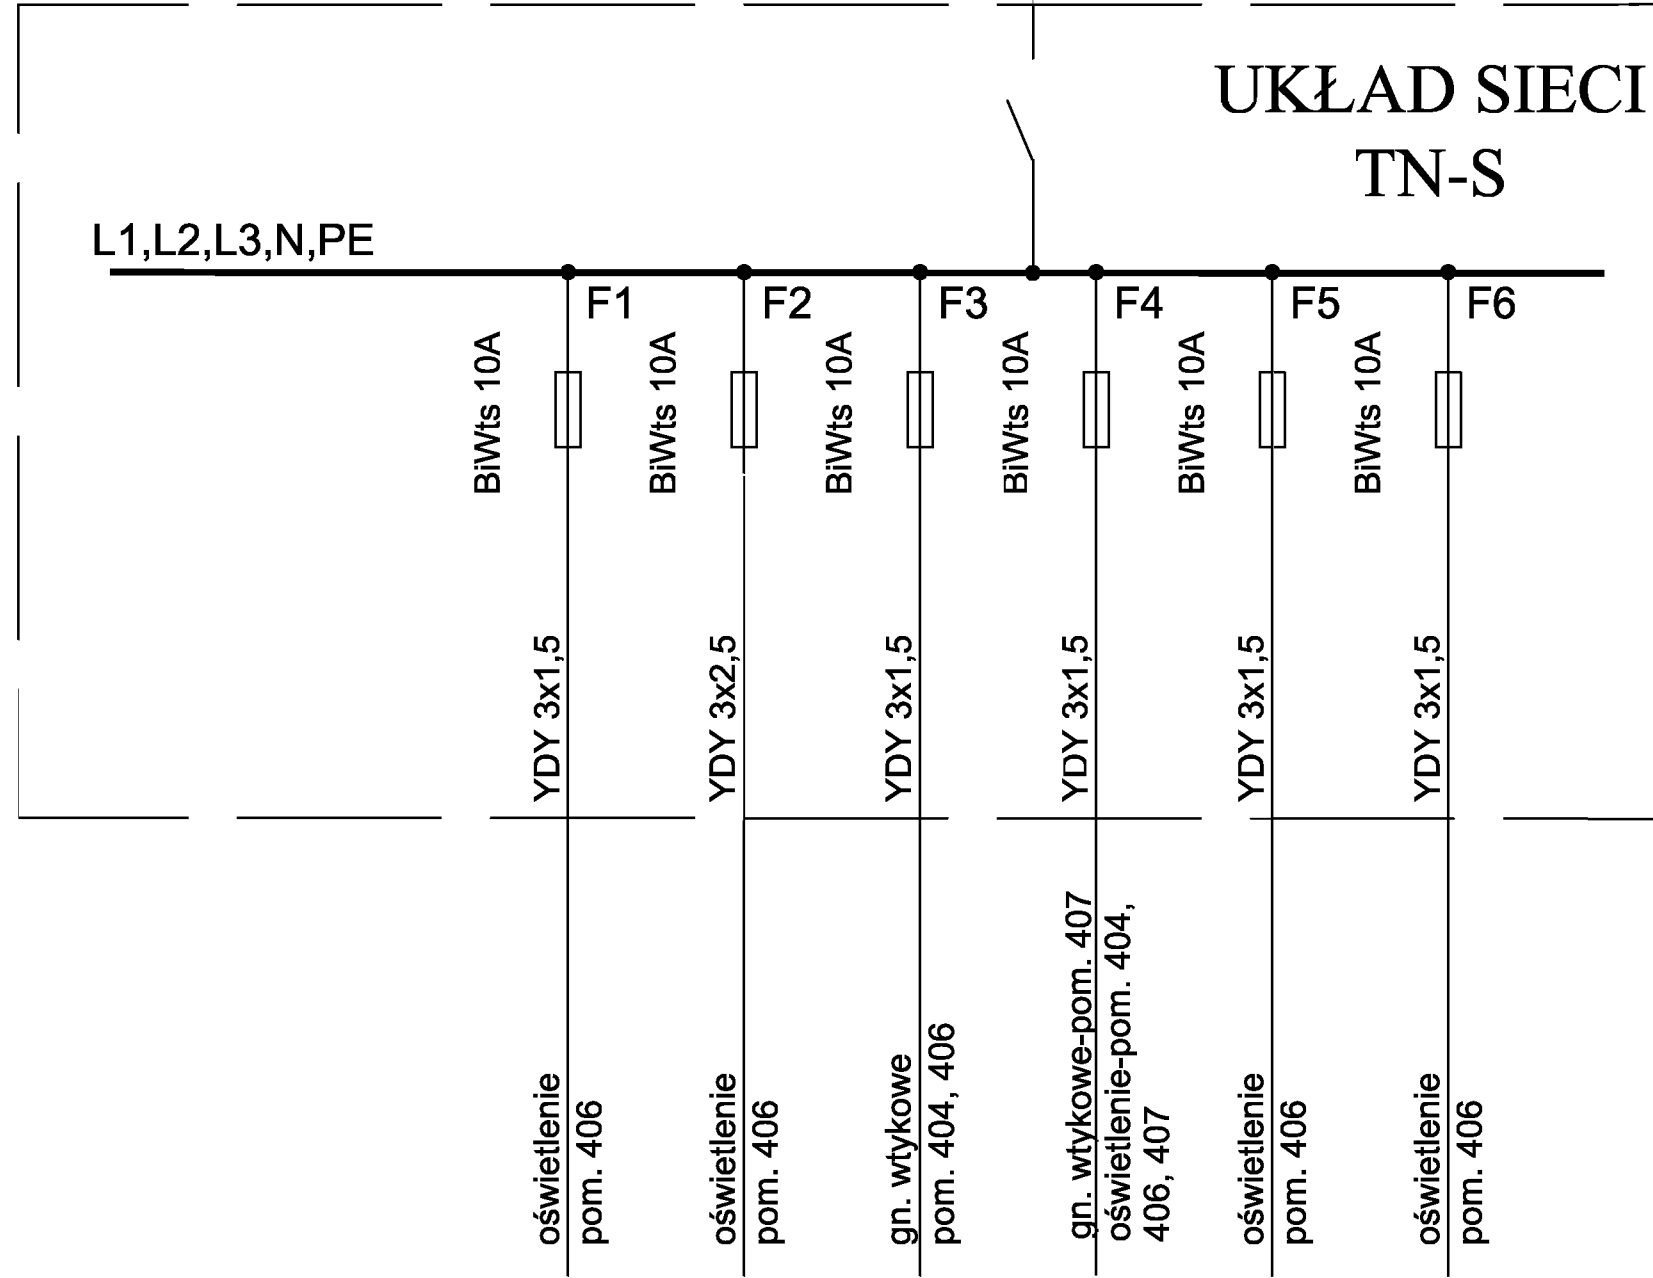 UKŁAD SIECI
TN-S
L1,L2,L3,N,PE
F1
F2
F3
F4
F5
F6
BiWts 10A
BiWts 10A
BiWts 10A
BiWts 10A
BiWts 10A
BiWts 10A
YDY 3x1,5
YDY 3x2,5
YDY 3x1,5
YDY 3x1,5
YDY 3x1,5
YDY 3x1,5
oświetlenie
pom. 406
oświetlenie
pom. 406
gn. wtykowe
pom. 404, 406
gn. wtykowe-pom. 407
oświetlenie-pom. 404,
406, 407
oświetlenie
pom. 406
oświetlenie
pom. 406